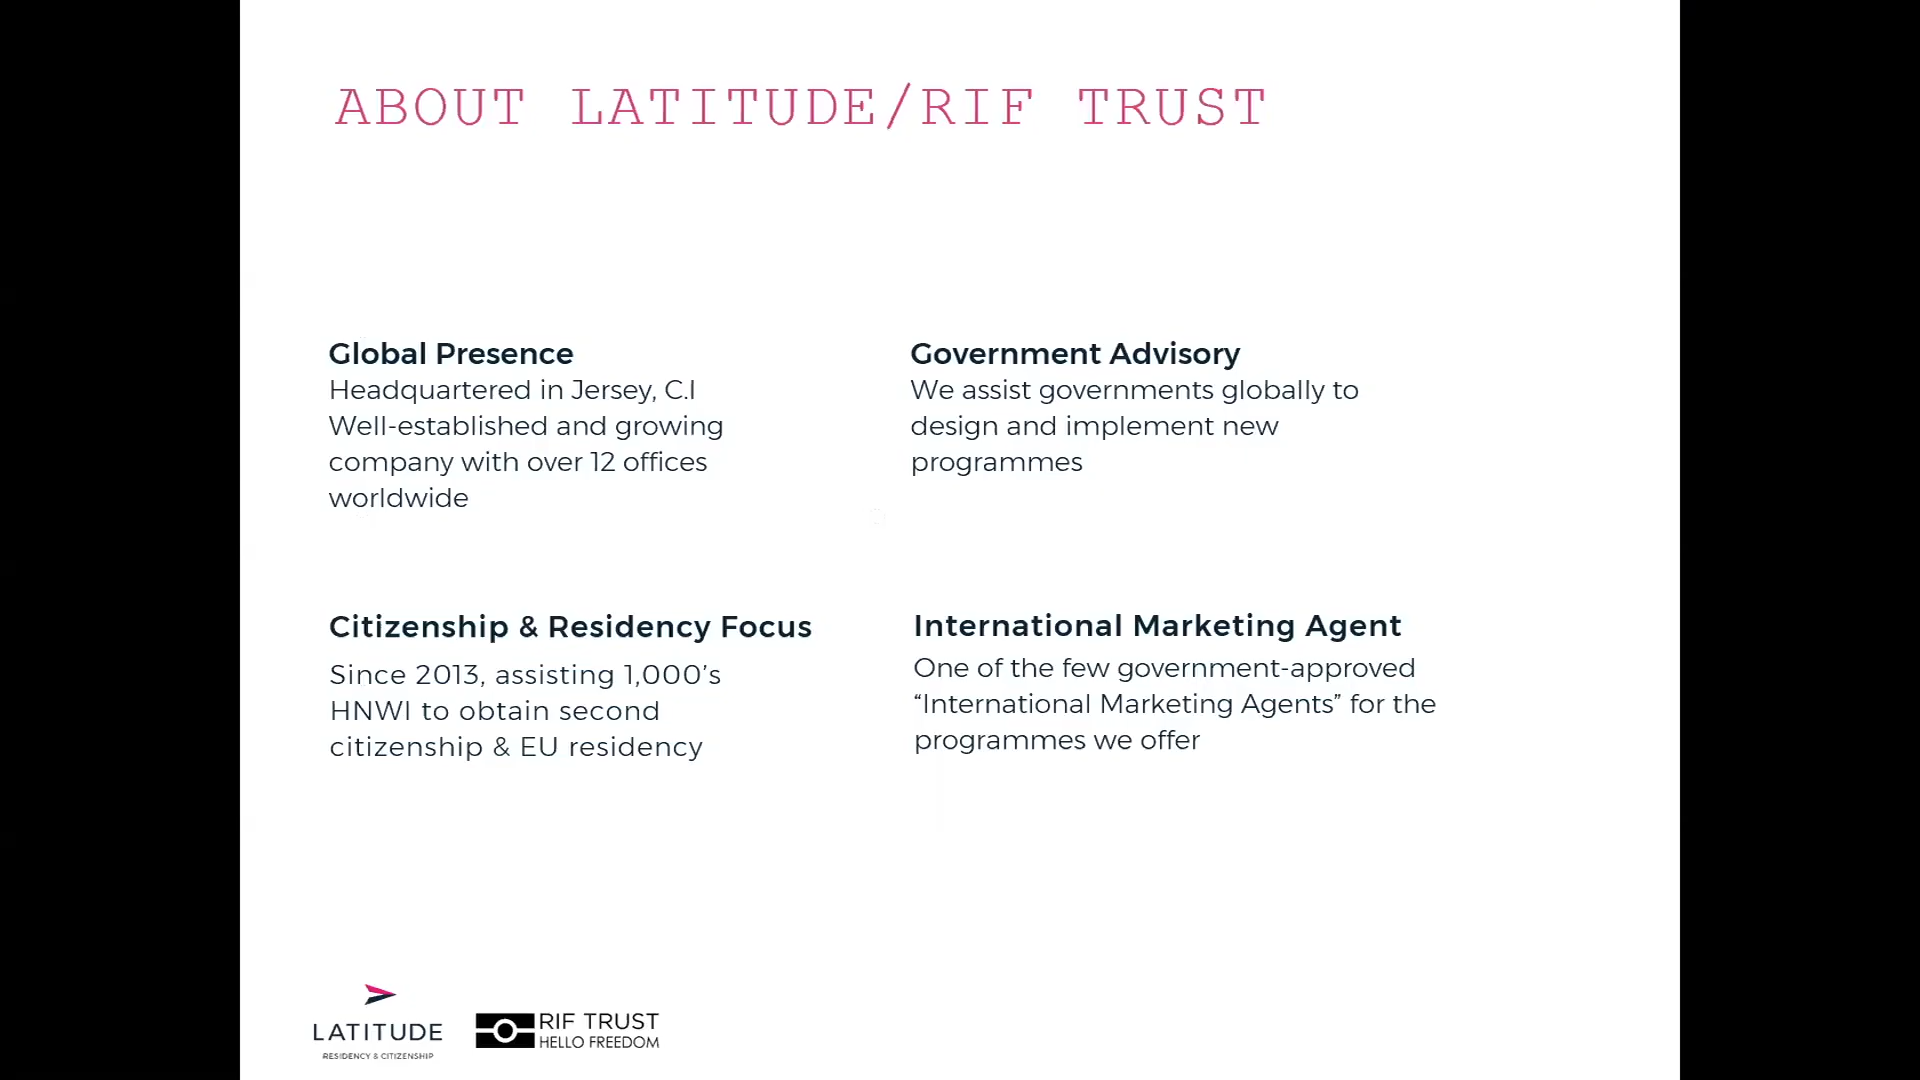 ABOUT LATITUDE/RIF TRUST
Global Presence
Headquartered in Jersey, C.I
Well-established and growing
company with over 12 offices
worldwide
Government Advisory
We assist governments globally to
design and implement new
programmes
Citizenship & Residency Focus
Since 2013, assisting 1,000’s
HNWI to obtain second
citizenship & EU residency
International Marketing Agent
One of the few government-approved
“International Marketing Agents” for the
programmes we offer
LATITUDE
RESIDENCY & CITIZENSHIP
RIF TRUST
HELLO FREEDOM